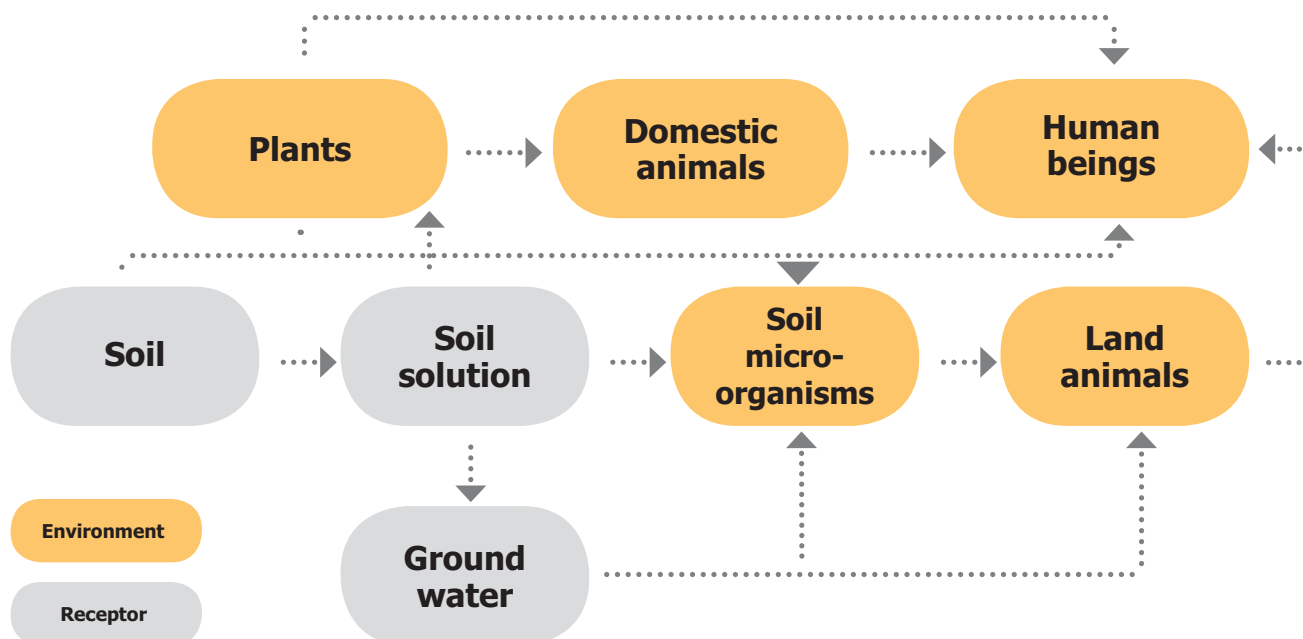 Plants
Domestic
animals
Human
beings
Soil
Soil
solution
Soil
micro-
organisms
Land
animals
Environment
Ground
water
Receptor